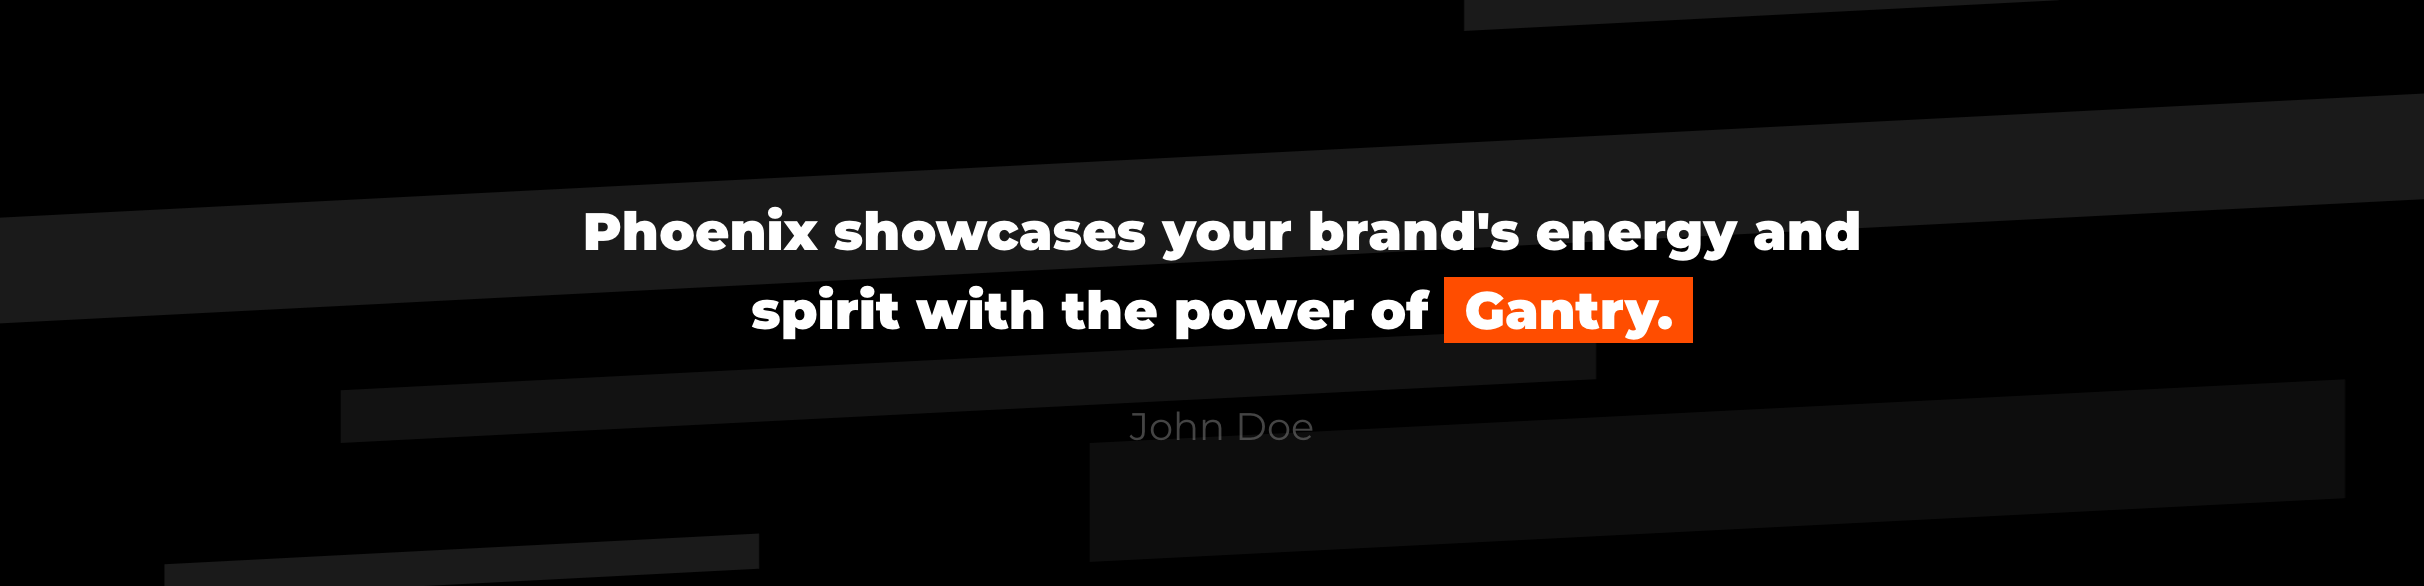 Phoenix showcases your brand's energy and
spirit with the power of Gantry.
John Doe